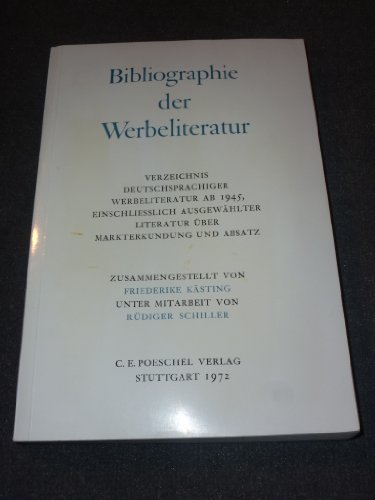 Bibliographie
der
Werbeliteratur
VERZEICHNIS
DEUTSCHSPRACHIGER
WERBELITERATUR AB 1945,
EINSCHLIESSLICH AUSGEWÄHLTER
LITERATUR ÜBER
MARKTERKUNDUNG UND ABSATZ
ZUSAMMENGESTELLT VON
FRIEDERIKE KÄSTING
UNTER MITARBEIT VON
RÜDIGER SCHILLER
C. E. POESCHEL VERLAG
STUTTGART 1972